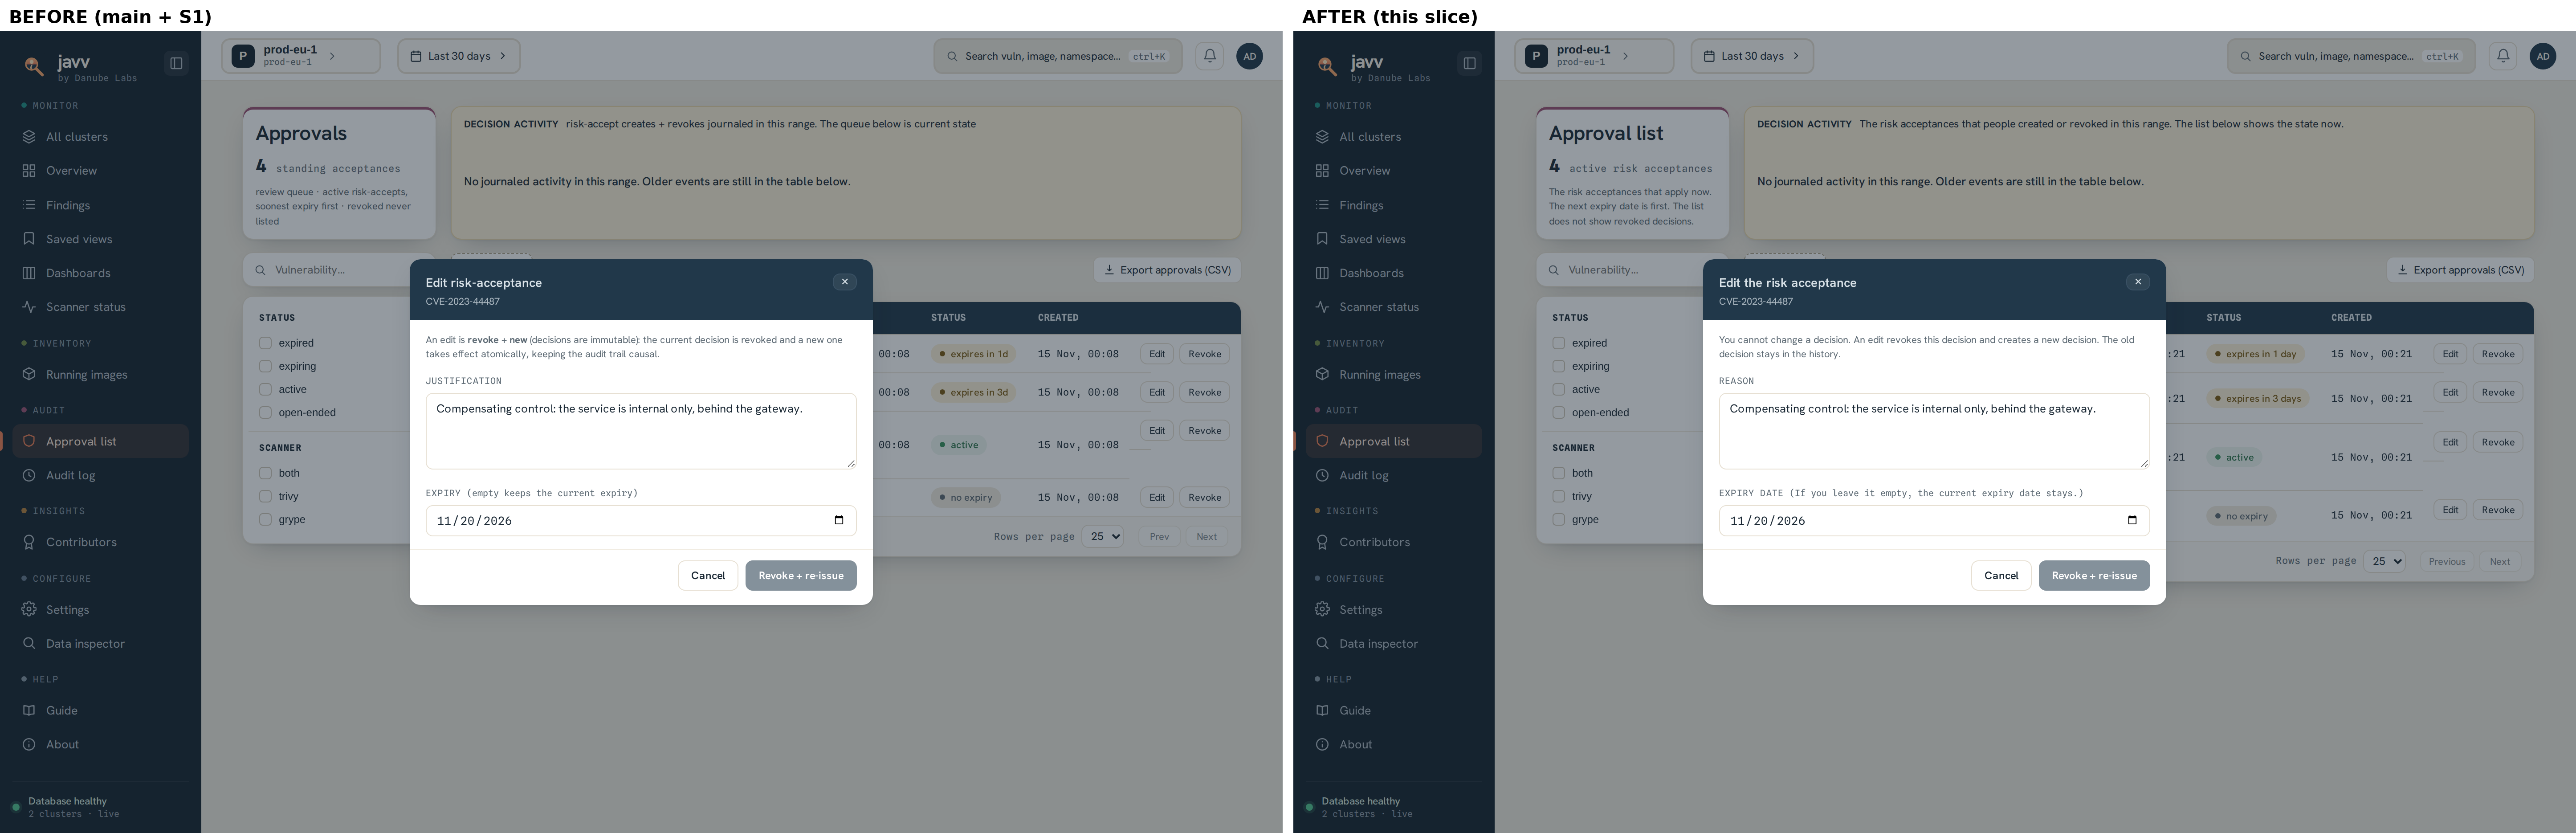 BEFORE (main + S1)
javv
by Danube Labs
MONITOR
All clusters
Overview
Findings
Saved views
Dashboards
Scanner status
INVENTORY
Running images
AUDIT
Approval list
Audit log
INSIGHTS
Contributors
CONFIGURE
Settings
Data inspector
HELP
Guide
About
Database healthy
2 clusters · live
P
prod-eu-1
prod-eu-1
Last 30 days
Search vuln, image, namespace...
ctrl+K
AD
Approvals
4 standing acceptances
review queue · active risk-accepts,
soonest expiry first · revoked never
listed
DECISION ACTIVITY risk-accept creates + revokes journaled in this range. The queue below is current state
No journaled activity in this range. Older events are still in the table below.
Vulnerability...
Export approvals (CSV)
STATUS
expired
expiring
active
open-ended
SCANNER
both
trivy
grype
STATUS CREATED
00:08 expires in 1d 15 Nov, 00:08 Edit Revoke
expires in 3d 15 Nov, 00:08 Edit Revoke
00:08 active 15 Nov, 00:08 Edit Revoke
no expiry 15 Nov, 00:08 Edit Revoke
Rows per page 25 Prev Next
Edit risk-acceptance
CVE-2023-44487
An edit is revoke + new (decisions are immutable): the current decision is revoked and a new one
takes effect atomically, keeping the audit trail causal.
JUSTIFICATION
Compensating control: the service is internal only, behind the gateway.
EXPIRY (empty keeps the current expiry)
11/20/2026
Cancel
Revoke + re-issue
AFTER (this slice)
javv
by Danube Labs
MONITOR
All clusters
Overview
Findings
Saved views
Dashboards
Scanner status
INVENTORY
Running images
AUDIT
Approval list
Audit log
INSIGHTS
Contributors
CONFIGURE
Settings
Data inspector
HELP
Guide
About
Database healthy
2 clusters · live
P
prod-eu-1
prod-eu-1
Last 30 days
Search vuln, image, namespace...
ctrl+K
AD
Approval list
4 active risk acceptances
The risk acceptances that apply now.
The next expiry date is first. The list
does not show revoked decisions.
DECISION ACTIVITY The risk acceptances that people created or revoked in this range. The list below shows the state now.
No journaled activity in this range. Older events are still in the table below.
Vulnerability...
Export approvals (CSV)
STATUS
expired
expiring
active
open-ended
SCANNER
both
trivy
grype
STATUS CREATED
:21 expires in 1 day 15 Nov, 00:21 Edit Revoke
:21 expires in 3 days 15 Nov, 00:21 Edit Revoke
:21 active 15 Nov, 00:21 Edit Revoke
no expiry 15 Nov, 00:21 Edit Revoke
Rows per page 25 Previous Next
Edit the risk acceptance
CVE-2023-44487
You cannot change a decision. An edit revokes this decision and creates a new decision. The old
decision stays in the history.
REASON
Compensating control: the service is internal only, behind the gateway.
EXPIRY DATE (If you leave it empty, the current expiry date stays.)
11/20/2026
Cancel
Revoke + re-issue